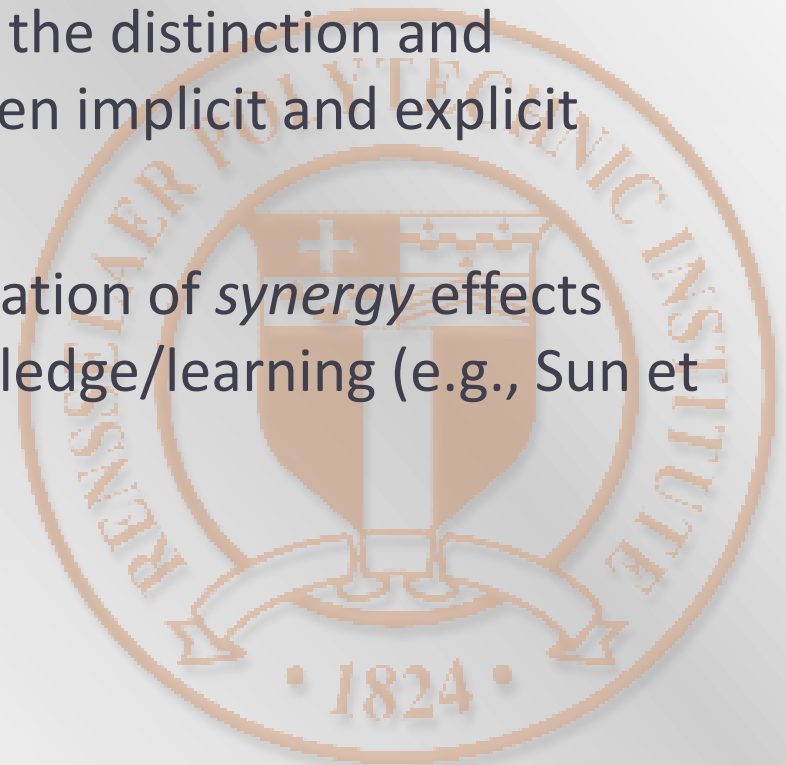 the distinction and
en implicit and explicit
ation of synergy effects
ledge/learning (e.g., Sun et
RENSSELAER POLYTECHNIC INSTITUTE
• 1824 •